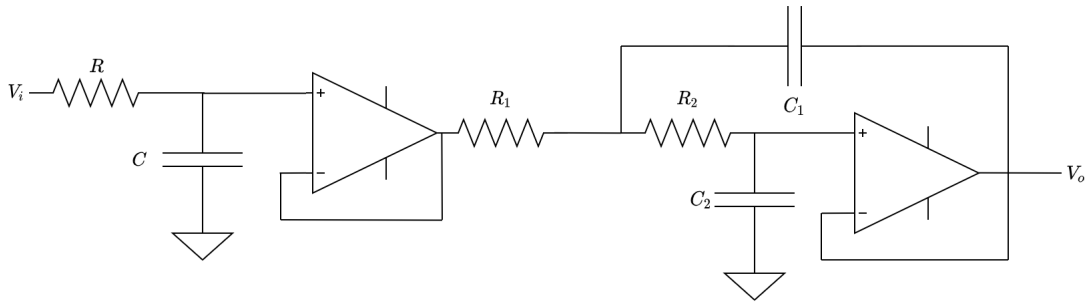 R
V_i
C
+
−
R_1
R_2
C_1
C_2
+
−
V_o